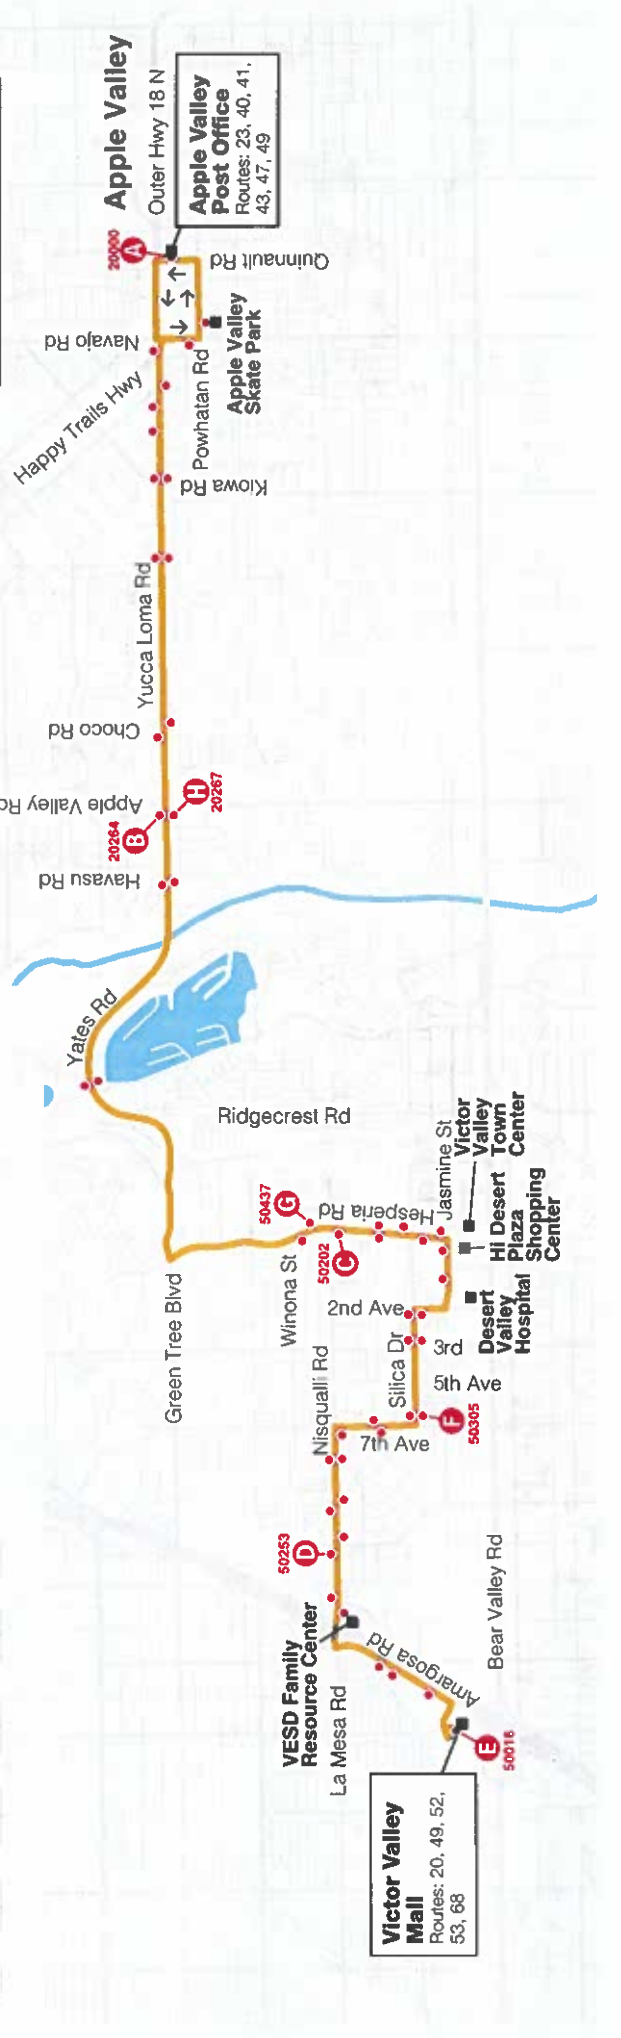 Apple Valley
Outer Hwy 18 N
Apple Valley
Post Office
Routes: 23, 40, 41,
43, 47, 49
20000
A
Quinnault Rd
Navajo Rd
Happy Trails Hwy
Powhatan Rd
Apple Valley
Skate Park
Kiowa Rd
Yucca Loma Rd
Choco Rd
Apple Valley Rd
20264
B
H
20267
Havasu Rd
Yates Rd
Ridgecrest Rd
Green Tree Blvd
50437
G
Winona St
50202
C
Hesperia Rd
Jasmine St
Victor
Valley
Town
Center
Hi Desert
Plaza
Shopping
Center
Desert
Valley
Hospital
2nd Ave
3rd
Silica Dr
5th Ave
Nisqualli Rd
7th Ave
F
50305
50253
D
Bear Valley Rd
VESD Family
Resource Center
La Mesa Rd
Amargosa Rd
E
50016
Victor Valley
Mall
Routes: 20, 49, 52,
53, 68